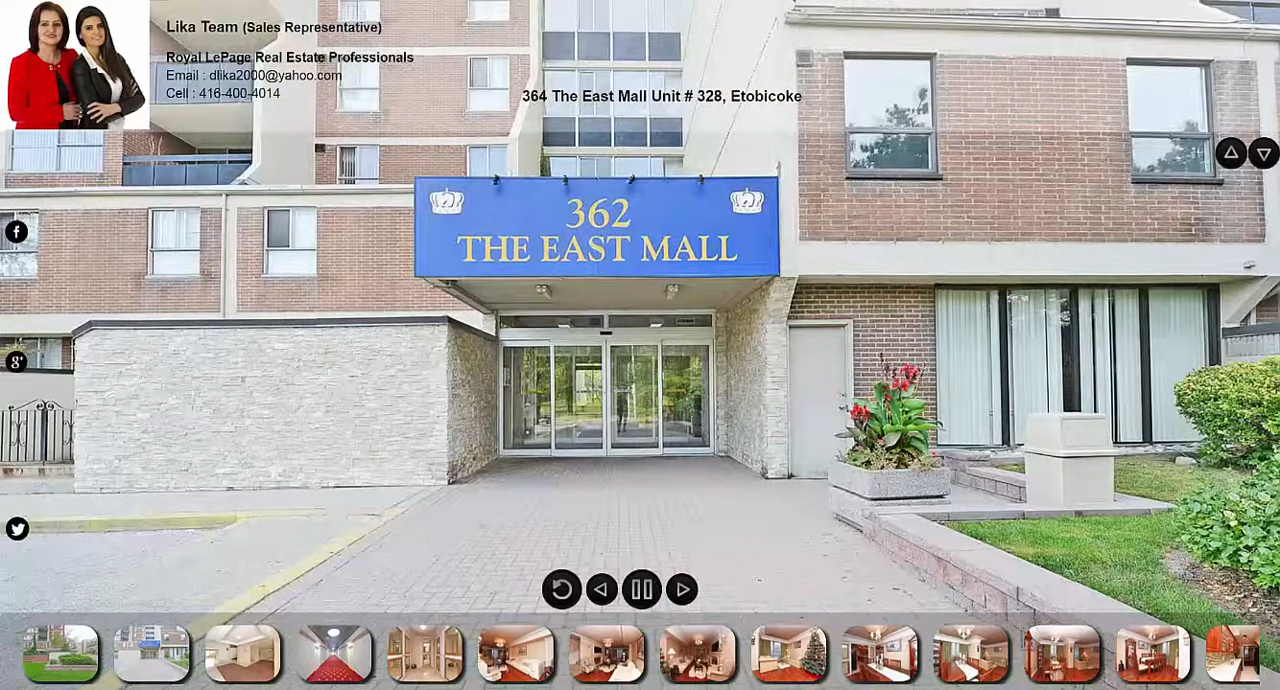 Lika Team (Sales Representative)
Royal LePage Real Estate Professionals
Email : dlika2000@yahoo.com
Cell : 416-400-4014
364 The East Mall Unit # 328, Etobicoke
362
THE EAST MALL
f
g+